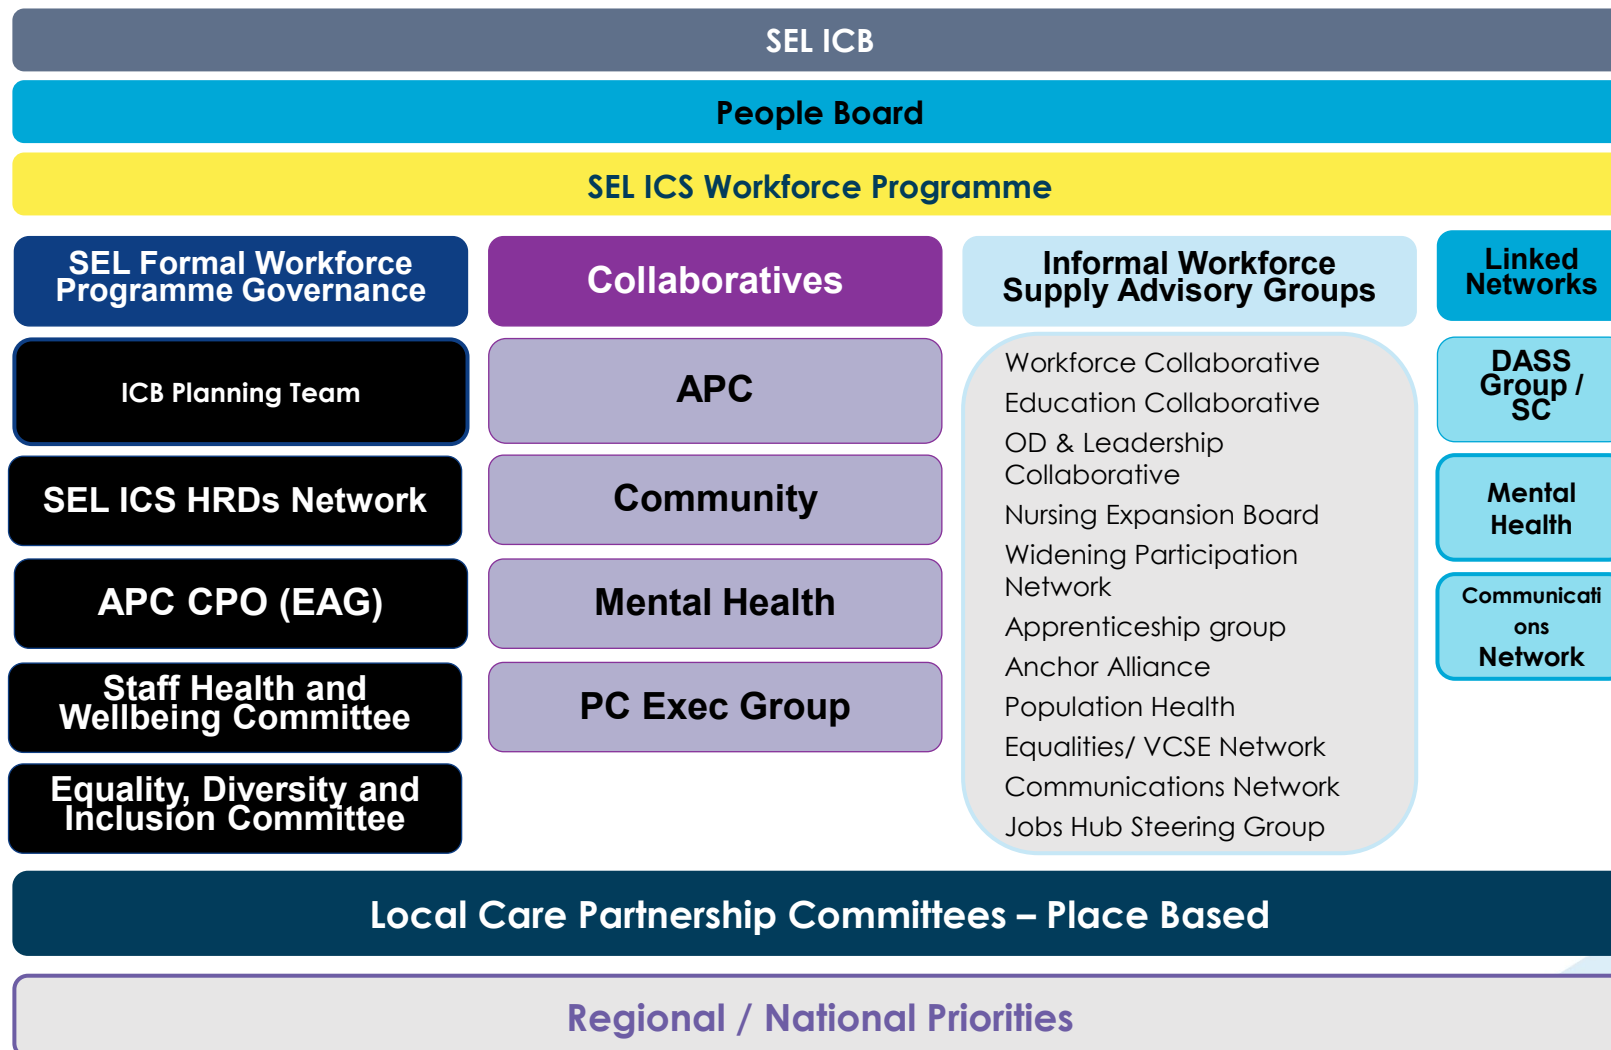 SEL ICB
People Board
SEL ICS Workforce Programme
SEL Formal Workforce
Programme Governance
ICB Planning Team
SEL ICS HRDs Network
APC CPO (EAG)
Staff Health and
Wellbeing Committee
Equality, Diversity and
Inclusion Committee
Collaboratives
APC
Community
Mental Health
PC Exec Group
Informal Workforce
Supply Advisory Groups
Workforce Collaborative
Education Collaborative
OD & Leadership
Collaborative
Nursing Expansion Board
Widening Participation
Network
Apprenticeship group
Anchor Alliance
Population Health
Equalities/ VCSE Network
Communications Network
Jobs Hub Steering Group
Linked
Networks
DASS
Group /
SC
Mental
Health
Communicati
ons
Network
Local Care Partnership Committees – Place Based
Regional / National Priorities